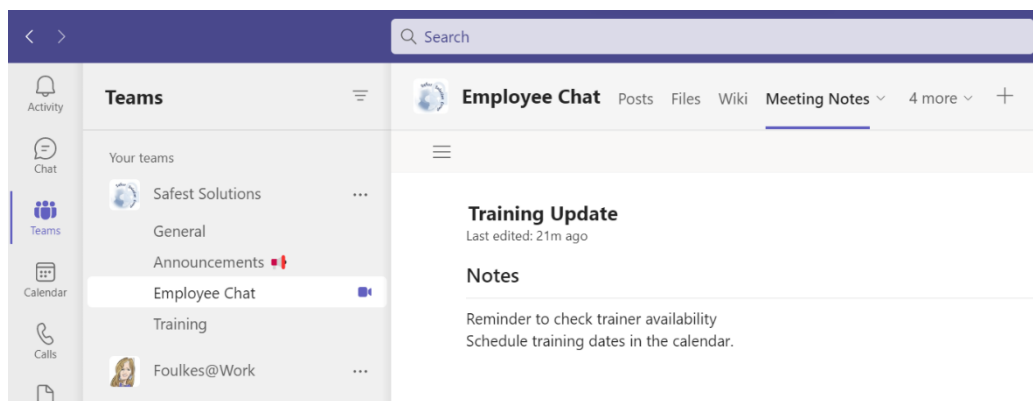 Search
Activity
Chat
Teams
Calendar
Calls
Teams
Your teams
Safest Solutions
General
Announcements
Employee Chat
Training
Foulkes@Work
Employee Chat Posts Files Wiki Meeting Notes 4 more
Training Update
Last edited: 21m ago
Notes
Reminder to check trainer availability
Schedule training dates in the calendar.